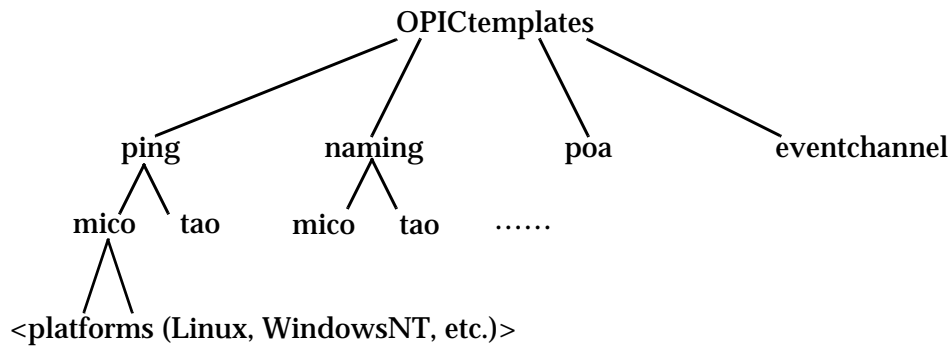 OPICtemplates
ping naming poa eventchannel
mico tao mico tao ......
<platforms (Linux, WindowsNT, etc.)>